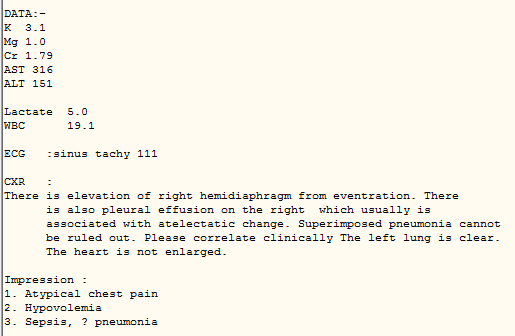 DATA:-
K  3.1
Mg 1.0
Cr 1.79
AST 316
ALT 151
Lactate  5.0
WBC      19.1
ECG   :sinus tachy 111
CXR   :
There is elevation of right hemidiaphragm from eventration. There
is also pleural effusion on the right  which usually is
associated with atelectatic change. Superimposed pneumonia cannot
be ruled out. Please correlate clinically The left lung is clear.
The heart is not enlarged.
Impression :
1. Atypical chest pain
2. Hypovolemia
3. Sepsis, ? pneumonia